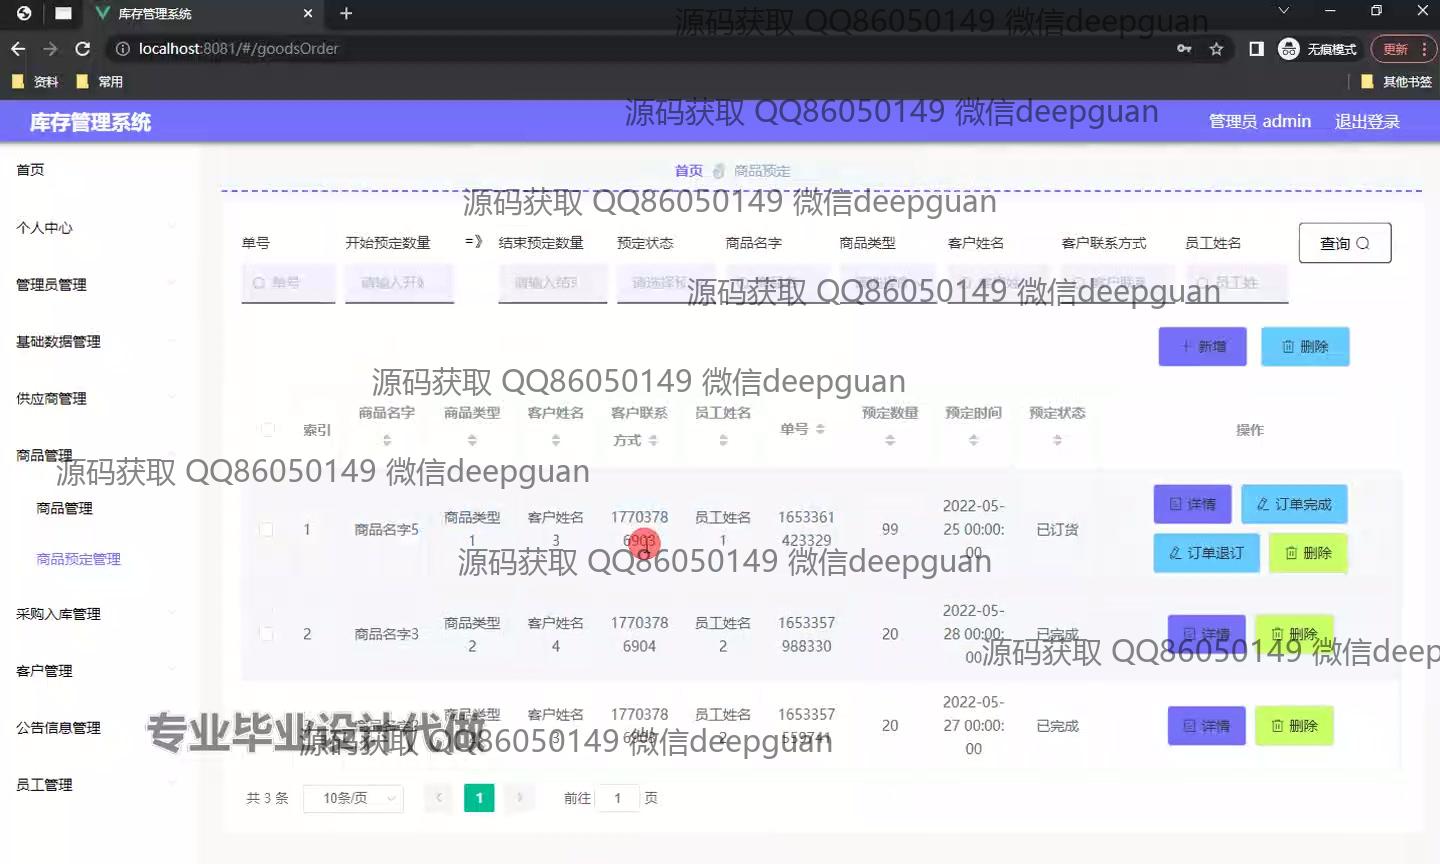 库存管理系统
源码获取 QQ86050149 微信deepguan
localhost:8081/#/goodsOrder
无痕模式
更新
资料
常用
其他书签
库存管理系统
源码获取 QQ86050149 微信deepguan
管理员 admin
退出登录
首页
首页
商品预定
源码获取 QQ86050149 微信deepguan
个人中心
单号
开始预定数量
=》
结束预定数量
预定状态
商品名字
商品类型
客户姓名
客户联系方式
员工姓名
查询
单号
请输入开始
请输入结束
请选择预
员工姓
源码获取 QQ86050149 微信deepguan
管理员管理
基础数据管理
新增
删除
源码获取 QQ86050149 微信deepguan
供应商管理
索引
商品名字
商品类型
客户姓名
客户联系
方式
员工姓名
单号
预定数量
预定时间
预定状态
操作
商品管理
源码获取 QQ86050149 微信deepguan
商品管理
商品预定管理
1
商品名字5
商品类型
1
客户姓名
3
1770378
6903
员工姓名
1
1653361
423329
99
2022-05-
25 00:00:
00
已订货
详情
订单完成
订单退订
删除
源码获取 QQ86050149 微信deepguan
采购入库管理
2
商品名字3
商品类型
2
客户姓名
4
1770378
6904
员工姓名
2
1653357
988330
20
2022-05-
28 00:00:
00
已完成
详情
删除
源码获取 QQ86050149 微信deep
客户管理
公告信息管理
专业毕业设计代做
商品类型
客户姓名
3
1770378
员工姓名
2
1653357
559741
20
2022-05-
27 00:00:
00
已完成
详情
删除
源码获取 QQ86050149 微信deepguan
员工管理
共 3 条
10条/页
1
前往
1
页